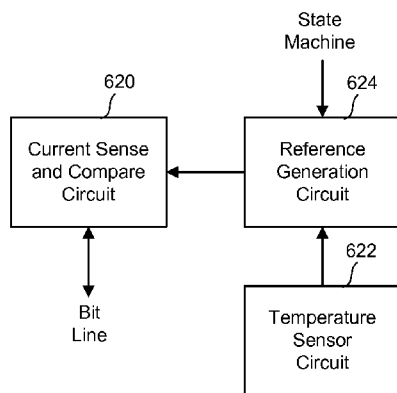 State
Machine
620
624
Current Sense
and Compare
Circuit
Reference
Generation
Circuit
622
Bit
Line
Temperature
Sensor
Circuit